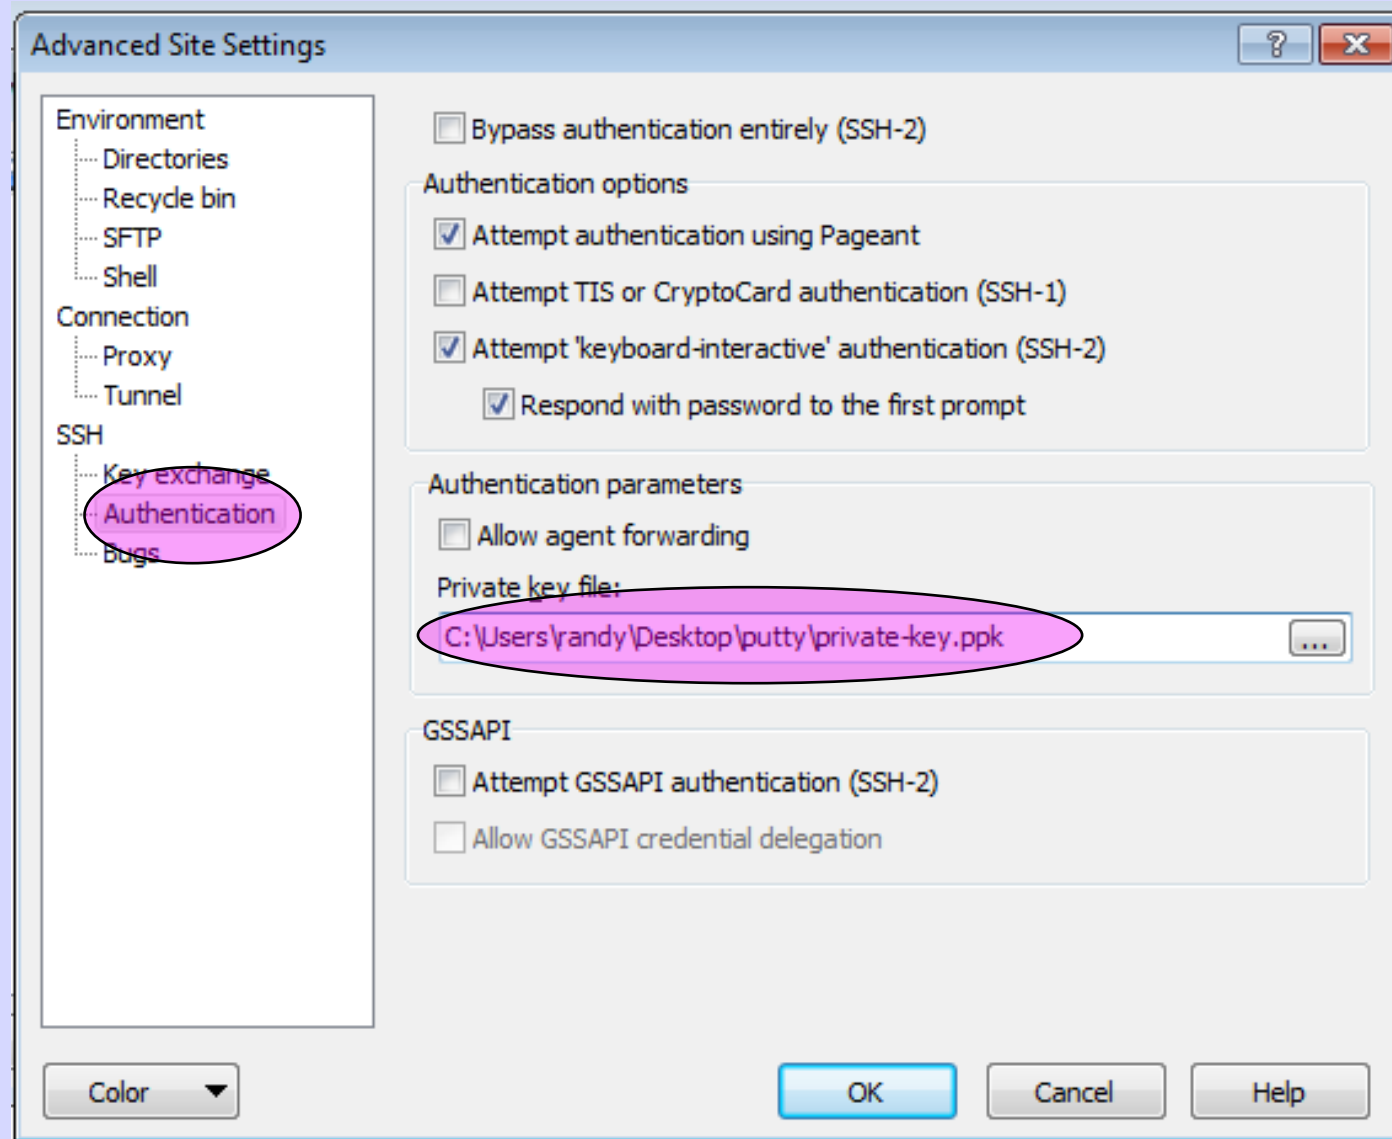 Advanced Site Settings
Environment
Directories
Recycle bin
SFTP
Shell
Connection
Proxy
Tunnel
SSH
Key exchange
Authentication
Bugs
Bypass authentication entirely (SSH-2)
Authentication options
Attempt authentication using Pageant
Attempt TIS or CryptoCard authentication (SSH-1)
Attempt 'keyboard-interactive' authentication (SSH-2)
Respond with password to the first prompt
Authentication parameters
Allow agent forwarding
Private key file:
C:\Users\randy\Desktop\putty\private-key.ppk
...
GSSAPI
Attempt GSSAPI authentication (SSH-2)
Allow GSSAPI credential delegation
Color
OK
Cancel
Help